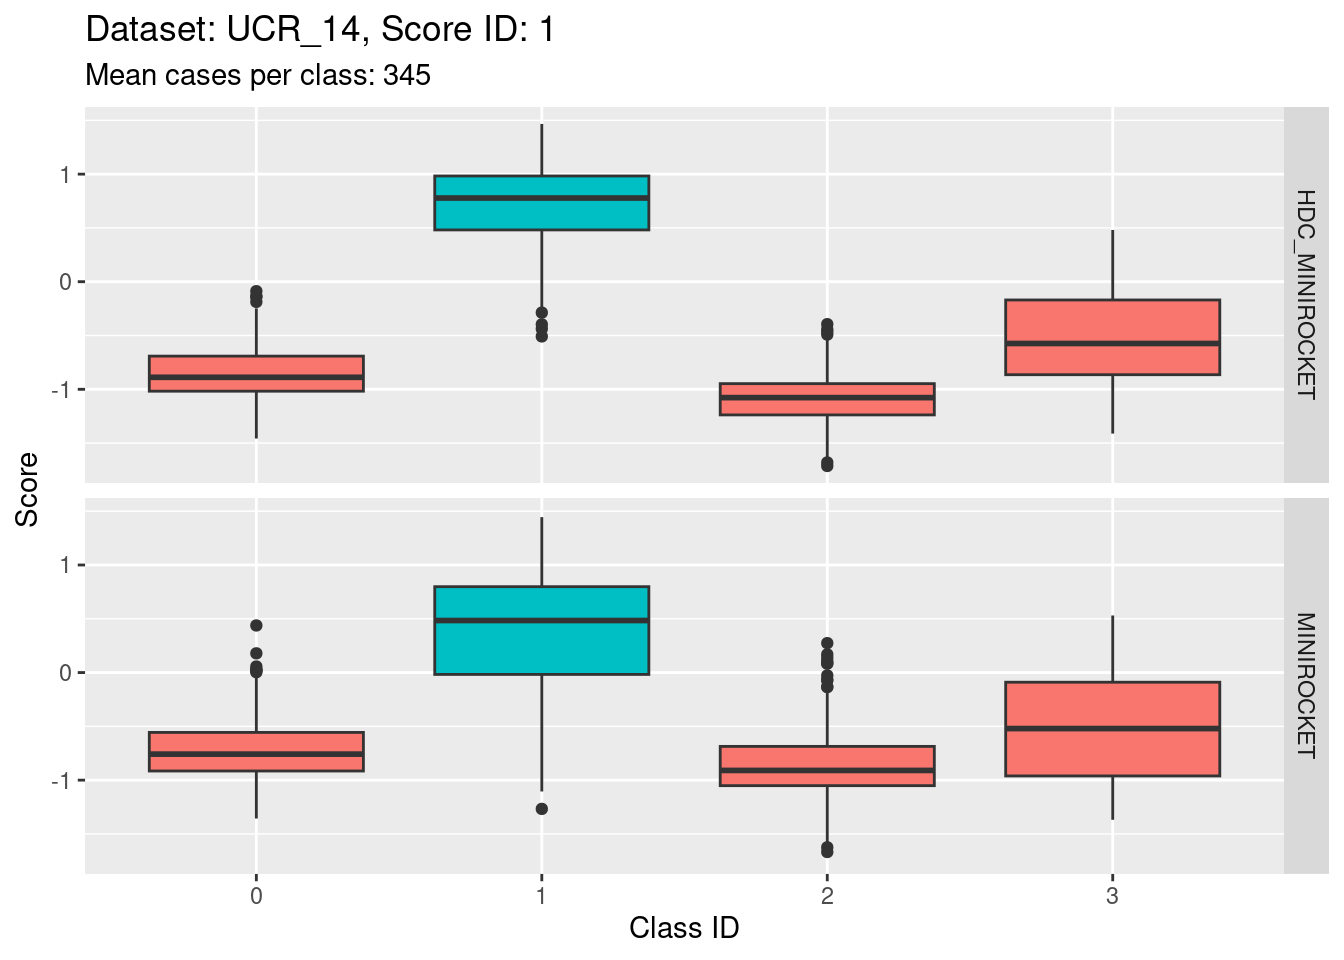 Dataset: UCR_14, Score ID: 1
Mean cases per class: 345
Score
1
0
-1
HDC_MINIROCKET
1
0
-1
MINIROCKET
0 1 2 3
Class ID